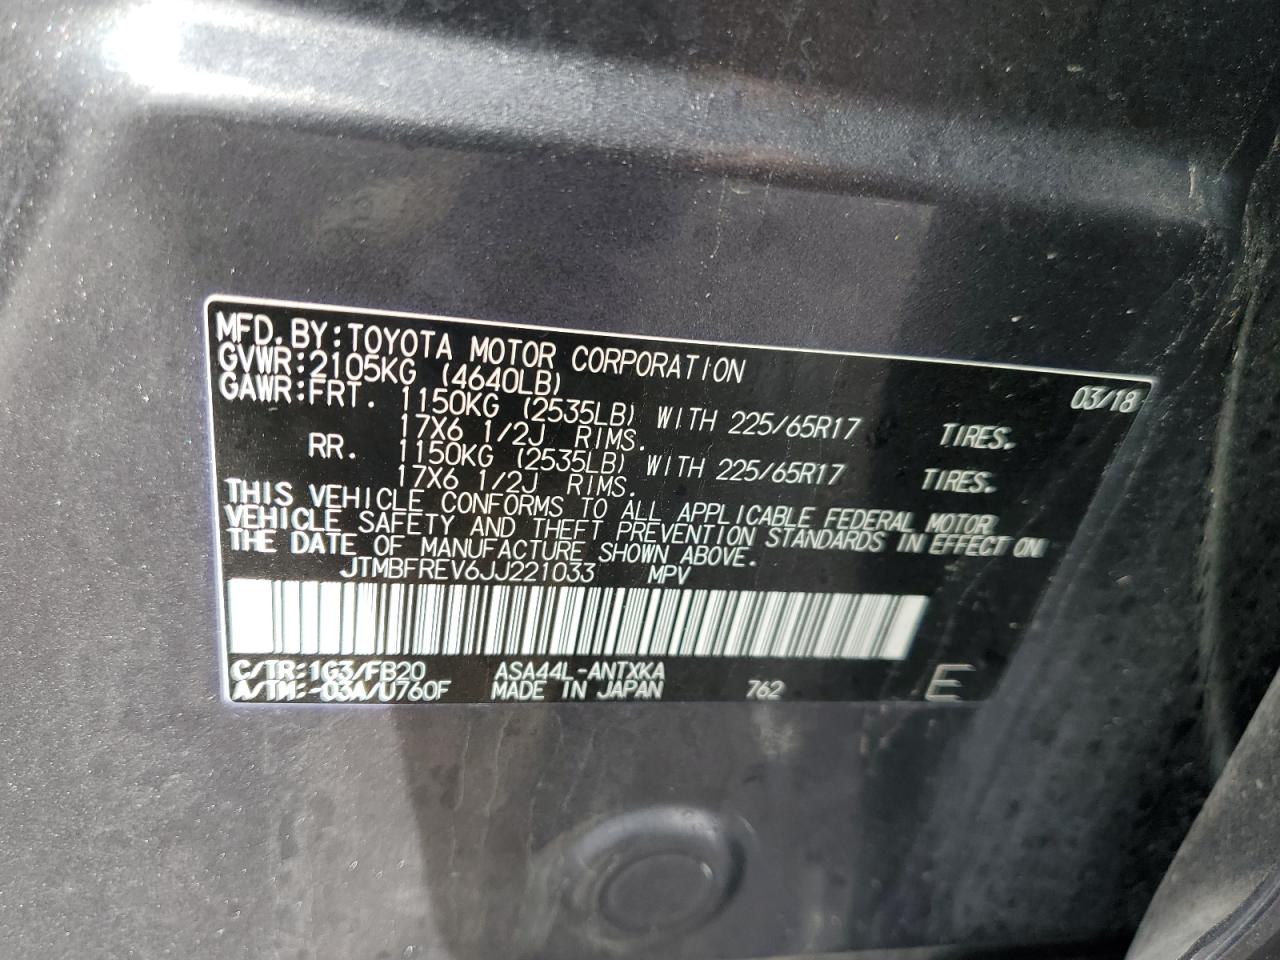 MFD. BY: TOYOTA MOTOR CORPORATION 03/18
GVWR: 2105KG (4640LB)
GAWR: FRT. 1150KG (2535LB) WITH 225/65R17 TIRES.
17X6 1/2J RIMS.
RR. 1150KG (2535LB) WITH 225/65R17 TIRES.
17X6 1/2J RIMS.
THIS VEHICLE CONFORMS TO ALL APPLICABLE FEDERAL MOTOR
VEHICLE SAFETY AND THEFT PREVENTION STANDARDS IN EFFECT ON
THE DATE OF MANUFACTURE SHOWN ABOVE.
JTMBFREV6JJ221033 MPV
C/TR: 1G3/FB20 ASA44L-ANTXKA
A/TM: -03A/U760F MADE IN JAPAN 762 E